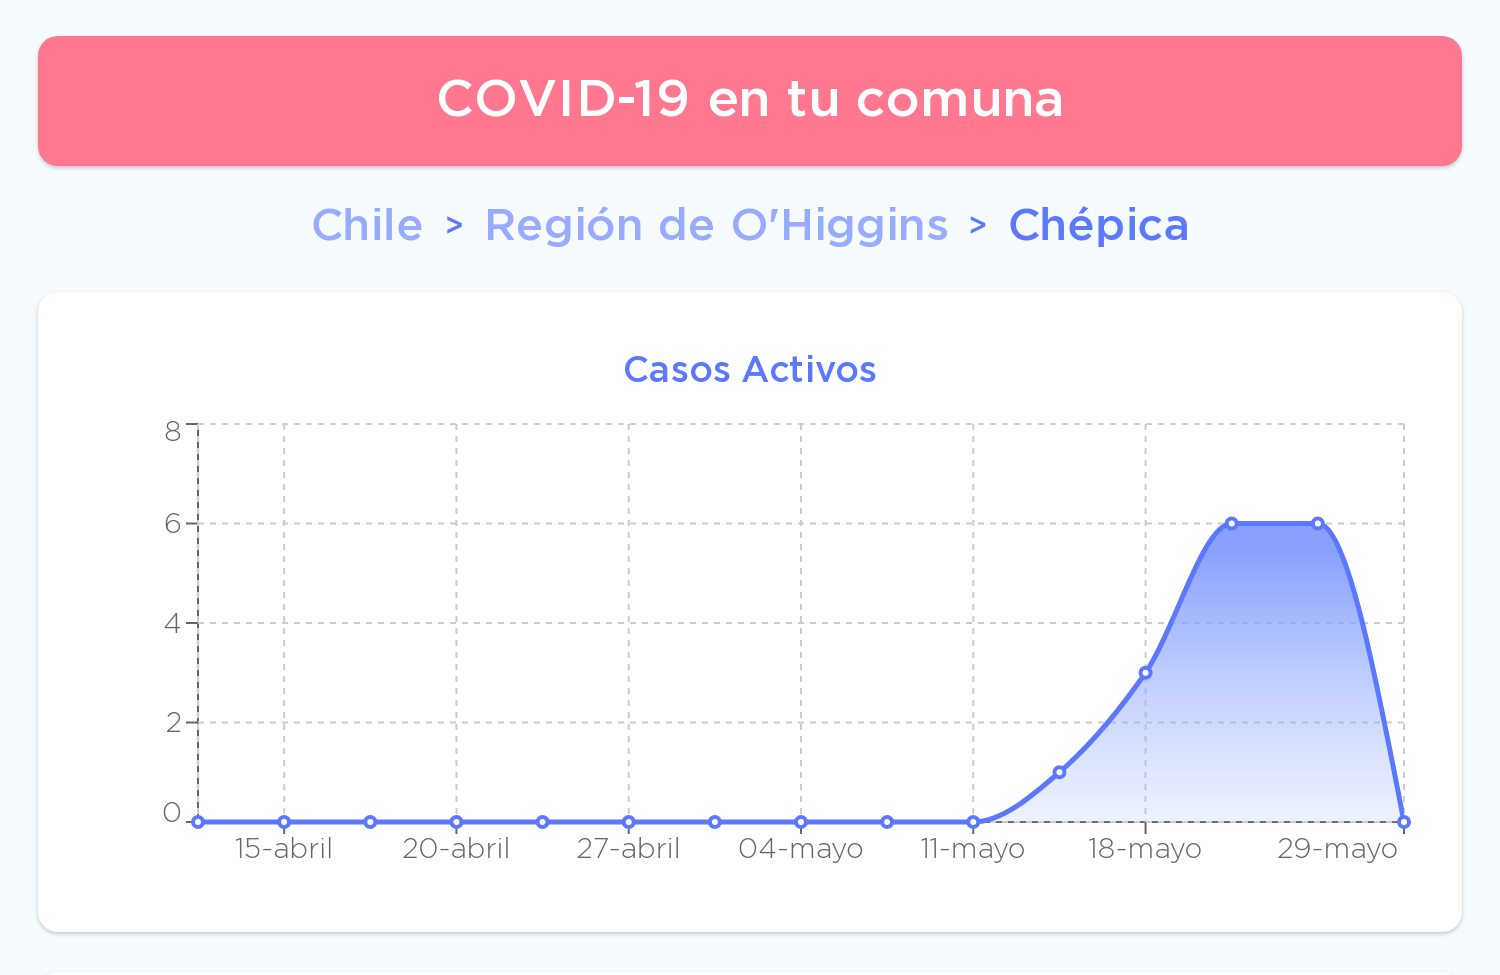 COVID-19 en tu comuna
Chile > Región de O'Higgins > Chépica
Casos Activos
8
6
4
2
0
15-abril 20-abril 27-abril 04-mayo 11-mayo 18-mayo 29-mayo